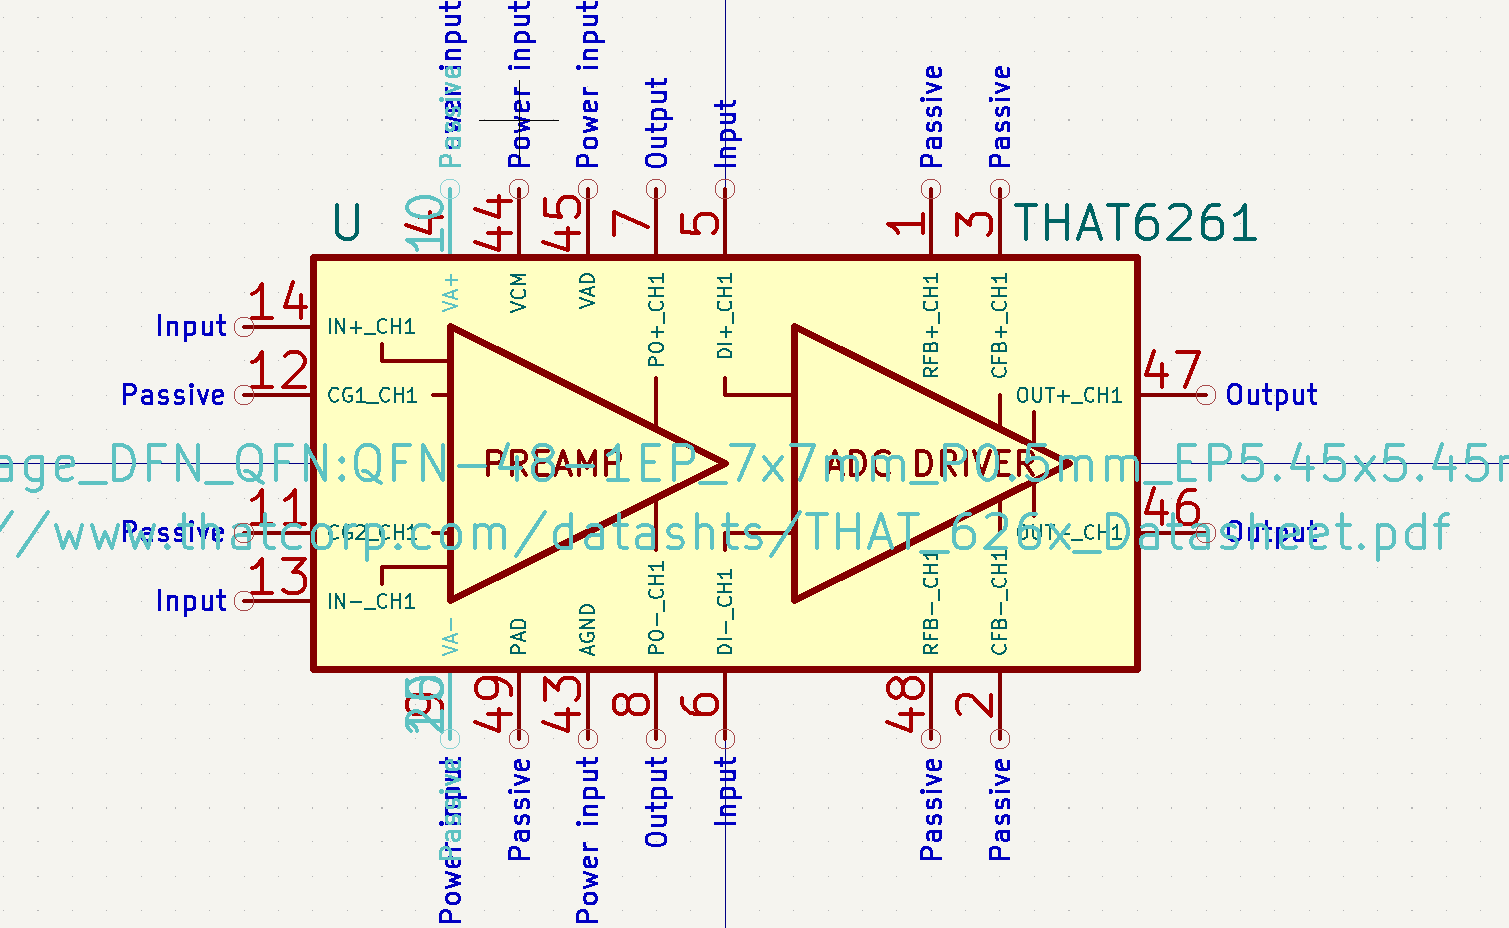 Power input
Passive
Power input
Power input
Output
Input
Passive
Passive
U
10
4
44
45
7
5
1
3
THAT6261
VA+
VCM
VAD
PO+_CH1
DI+_CH1
RFB+_CH1
CFB+_CH1
14
Input
IN+_CH1
12
Passive
CG1_CH1
OUT+_CH1
47
Output
PREAMP
ADC DRIVER
age_DFN_QFN:QFN-48-1EP_7x7mm_P0.5mm_EP5.45x5.45m
11
Passive
CG2_CH1
OUT-_CH1
46
Output
//www.thatcorp.com/datashts/THAT_626x_Datasheet.pdf
13
Input
IN-_CH1
VA-
PAD
AGND
PO-_CH1
DI-_CH1
RFB-_CH1
CFB-_CH1
49
43
8
6
48
2
Power input
Passive
Passive
Power input
Output
Input
Passive
Passive